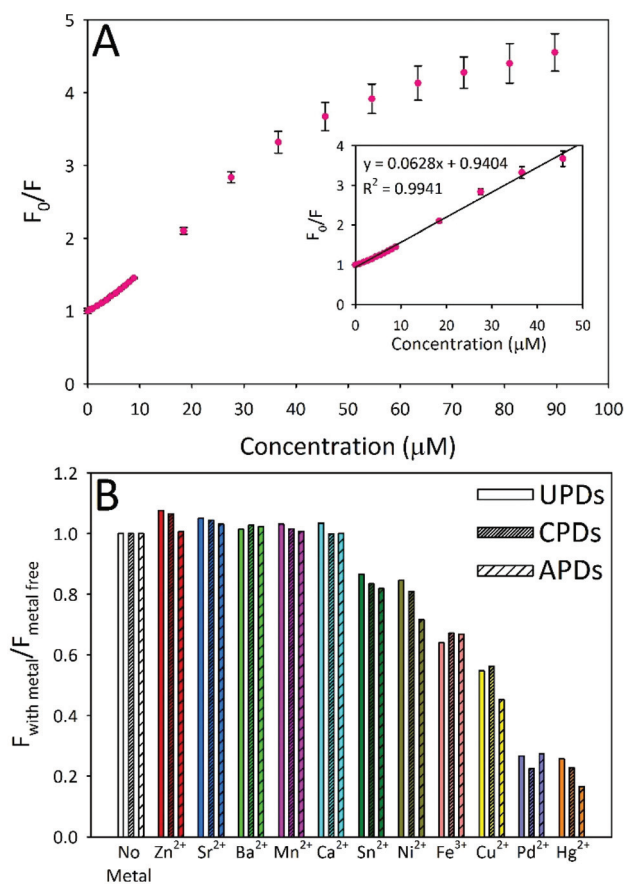 A
5
4
3
2
1
0
F₀/F
0 10 20 30 40 50 60 70 80 90 100
Concentration (μM)
y = 0.0628x + 0.9404
R² = 0.9941
4
3
2
1
0
F₀/F
0 10 20 30 40 50
Concentration (μM)
B
UPDs
CPDs
APDs
1.2
1.0
0.8
0.6
0.4
0.2
0.0
F with metal/F metal free
No Zn²⁺ Sr²⁺ Ba²⁺ Mn²⁺ Ca²⁺ Sn²⁺ Ni²⁺ Fe³⁺ Cu²⁺ Pd²⁺ Hg²⁺
Metal